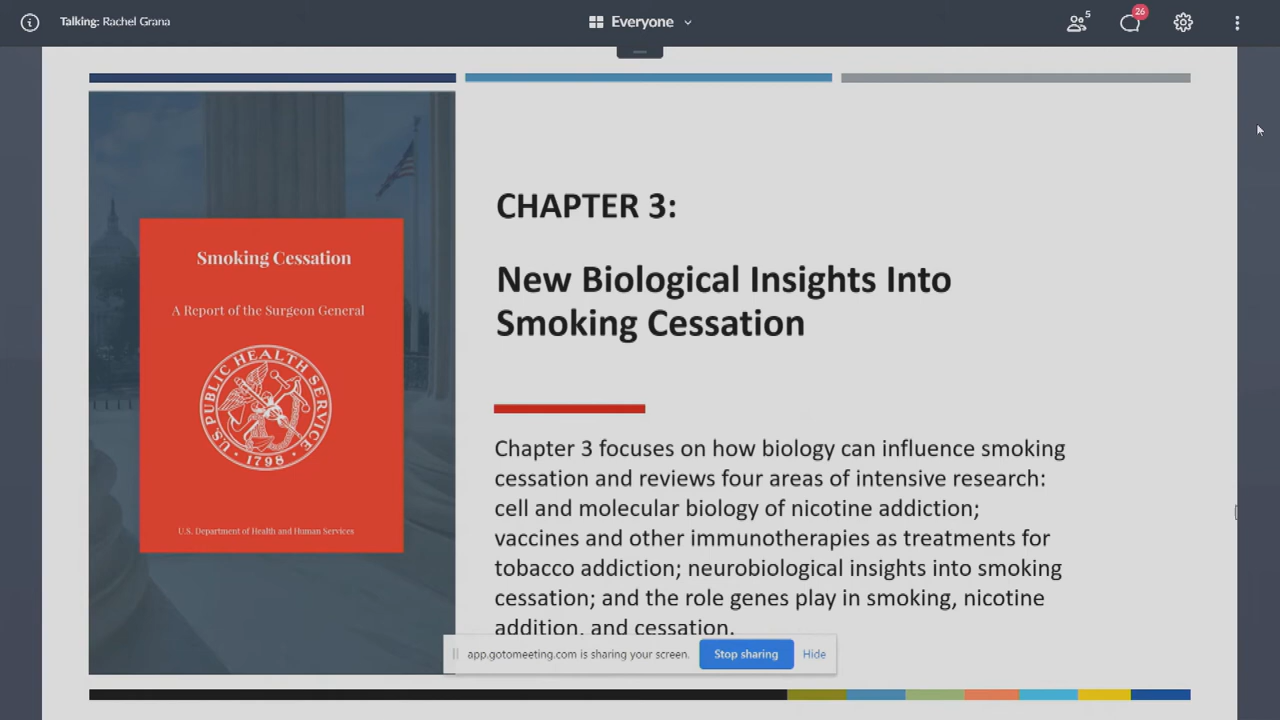 Talking: Rachel Grana
Everyone
5
26
CHAPTER 3:
New Biological Insights Into
Smoking Cessation
Smoking Cessation
A Report of the Surgeon General
U.S. PUBLIC HEALTH SERVICE
1798
U.S. Department of Health and Human Services
Chapter 3 focuses on how biology can influence smoking
cessation and reviews four areas of intensive research:
cell and molecular biology of nicotine addiction;
vaccines and other immunotherapies as treatments for
tobacco addiction; neurobiological insights into smoking
cessation; and the role genes play in smoking, nicotine
addition, and cessation.
app.gotomeeting.com is sharing your screen.
Stop sharing
Hide